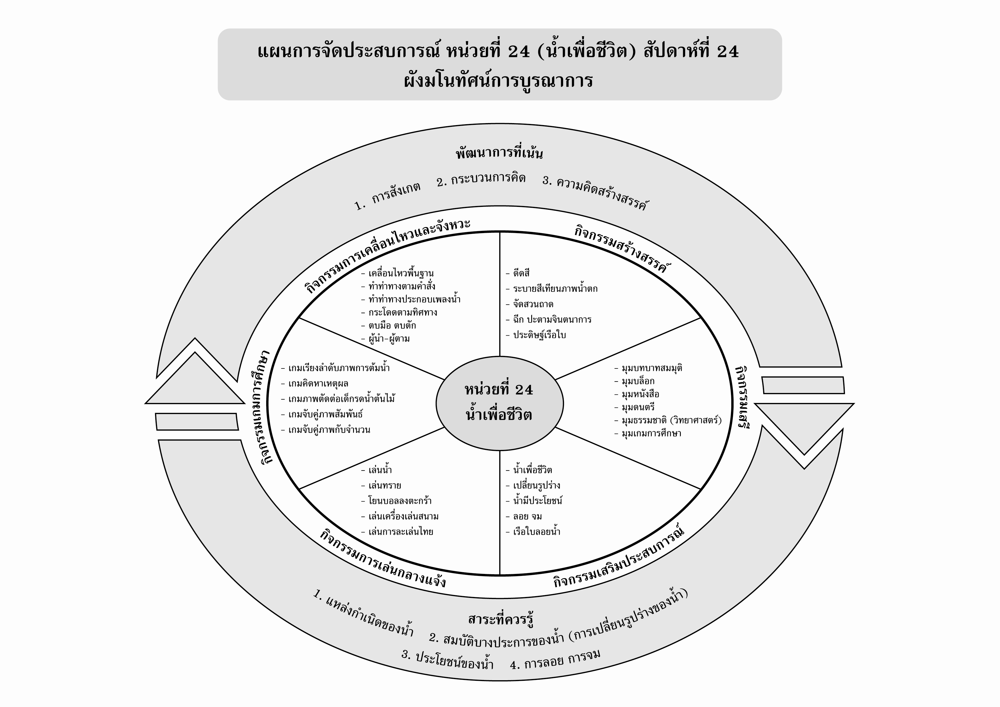 แผนการจัดประสบการณ์ หน่วยที่ 24 (น้ำเพื่อชีวิต) สัปดาห์ที่ 24
ผังมโนทัศน์การบูรณาการ
พัฒนาการที่เน้น
1. การสังเกต 2. กระบวนการคิด 3. ความคิดสร้างสรรค์
กิจกรรมการเคลื่อนไหวและจังหวะ
- เคลื่อนไหวพื้นฐาน
- ทำท่าทางตามคำสั่ง
- ทำท่าทางประกอบเพลงน้ำ
- กระโดดตามทิศทาง
- ตบมือ ตบตัก
- ผู้นำ-ผู้ตาม
กิจกรรมสร้างสรรค์
- ดีดสี
- ระบายสีเทียนภาพน้ำตก
- จัดสวนถาด
- ฉีก ปะตามจินตนาการ
- ประดิษฐ์เรือใบ
กิจกรรมเกมการศึกษา
- เกมเรียงลำดับภาพการต้มน้ำ
- เกมคิดหาเหตุผล
- เกมภาพตัดต่อเด็กรดน้ำต้นไม้
- เกมจับคู่ภาพสัมพันธ์
- เกมจับคู่ภาพกับจำนวน
หน่วยที่ 24
น้ำเพื่อชีวิต
กิจกรรมเสรี
- มุมบทบาทสมมุติ
- มุมบล็อก
- มุมหนังสือ
- มุมดนตรี
- มุมธรรมชาติ (วิทยาศาสตร์)
- มุมเกมการศึกษา
- เล่นน้ำ
- เล่นทราย
- โยนบอลลงตะกร้า
- เล่นเครื่องเล่นสนาม
- เล่นการละเล่นไทย
กิจกรรมการเล่นกลางแจ้ง
- น้ำเพื่อชีวิต
- เปลี่ยนรูปร่าง
- น้ำมีประโยชน์
- ลอย จม
- เรือใบลอยน้ำ
กิจกรรมเสริมประสบการณ์
สาระที่ควรรู้
1. แหล่งกำเนิดของน้ำ 2. สมบัติบางประการของน้ำ (การเปลี่ยนรูปร่างของน้ำ)
3. ประโยชน์ของน้ำ 4. การลอย การจม